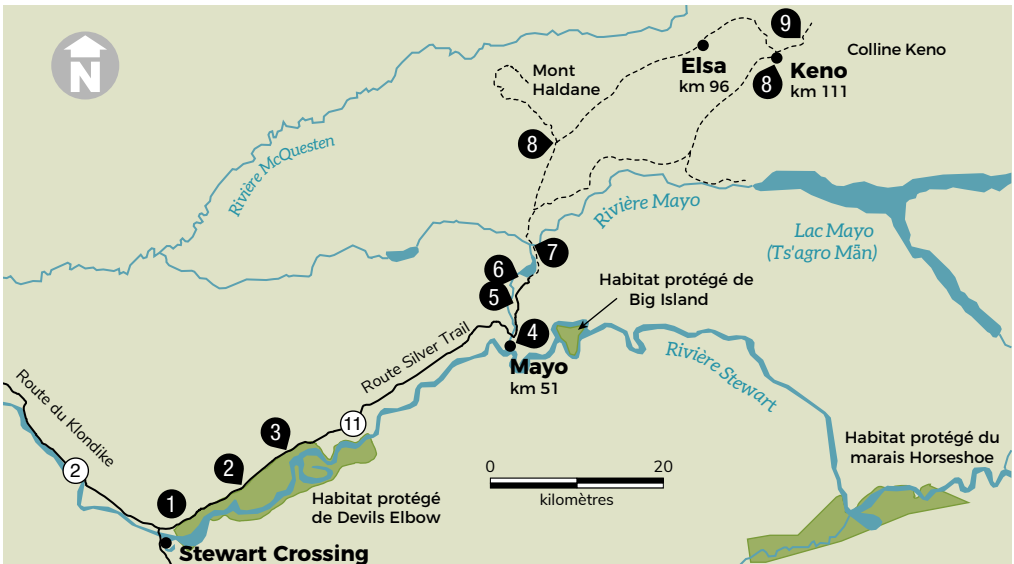 N
9
Colline Keno
Elsa
km 96
Keno
km 111
8
Mont
Haldane
8
Rivière McQuesten
Rivière Mayo
Lac Mayo
(Ts'agro Män)
7
6
5
Habitat protégé de
Big Island
4
Mayo
km 51
Route Silver Trail
Rivière Stewart
Route du Klondike
11
3
2
2
1
0
20
kilomètres
Habitat protégé du
marais Horseshoe
Habitat protégé
de Devils Elbow
Stewart Crossing